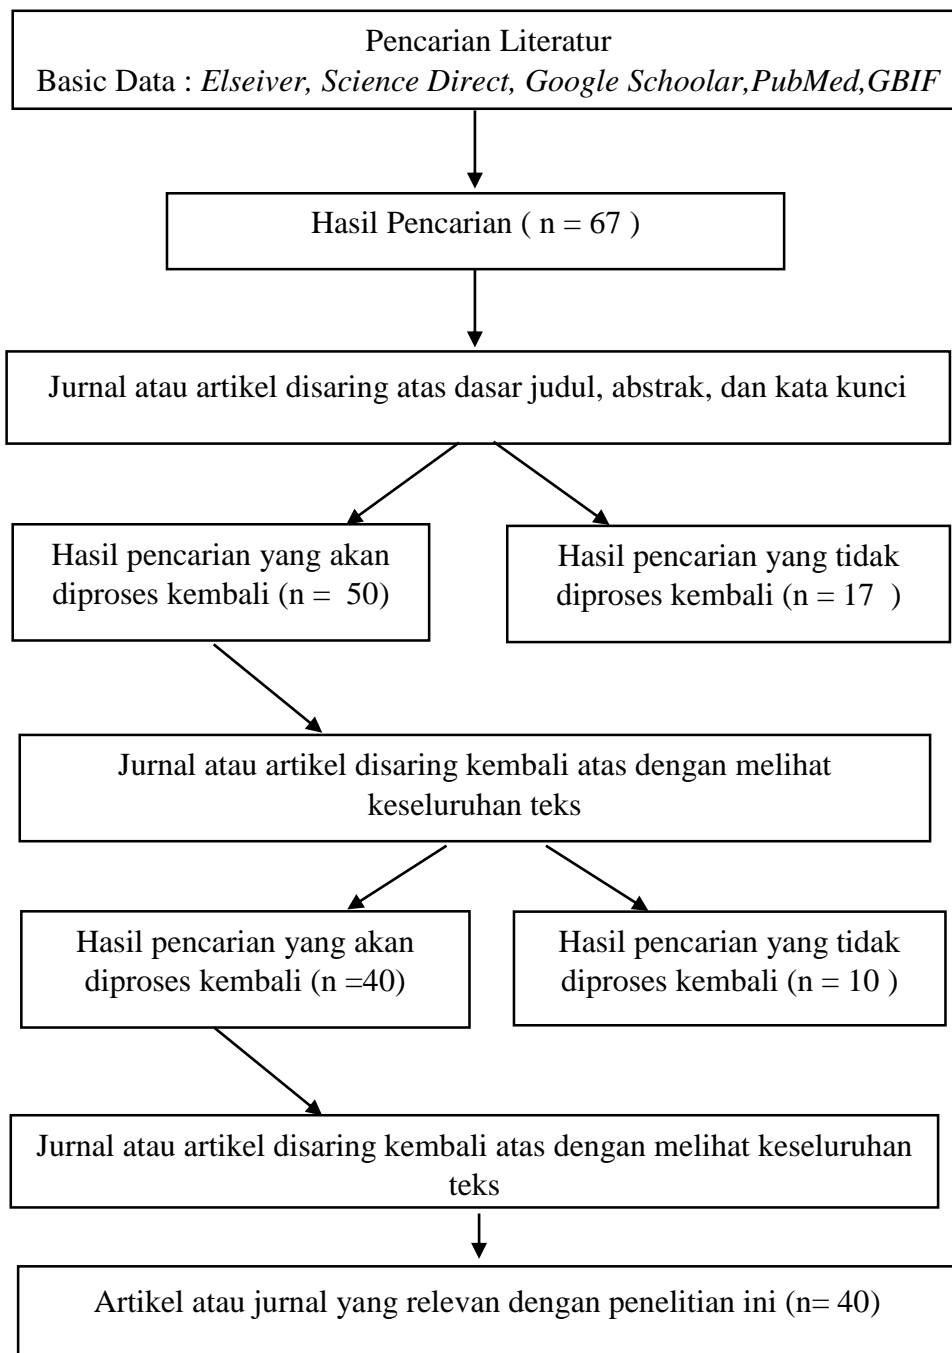 Pencarian Literatur
Basic Data : Elseiver, Science Direct, Google Schoolar,PubMed,GBIF
Hasil Pencarian ( n = 67 )
Jurnal atau artikel disaring atas dasar judul, abstrak, dan kata kunci
Hasil pencarian yang akan
diproses kembali (n =  50)
Hasil pencarian yang tidak
diproses kembali (n = 17  )
Jurnal atau artikel disaring kembali atas dengan melihat
keseluruhan teks
Hasil pencarian yang akan
diproses kembali (n =40)
Hasil pencarian yang tidak
diproses kembali (n = 10 )
Jurnal atau artikel disaring kembali atas dengan melihat keseluruhan
teks
Artikel atau jurnal yang relevan dengan penelitian ini (n= 40)